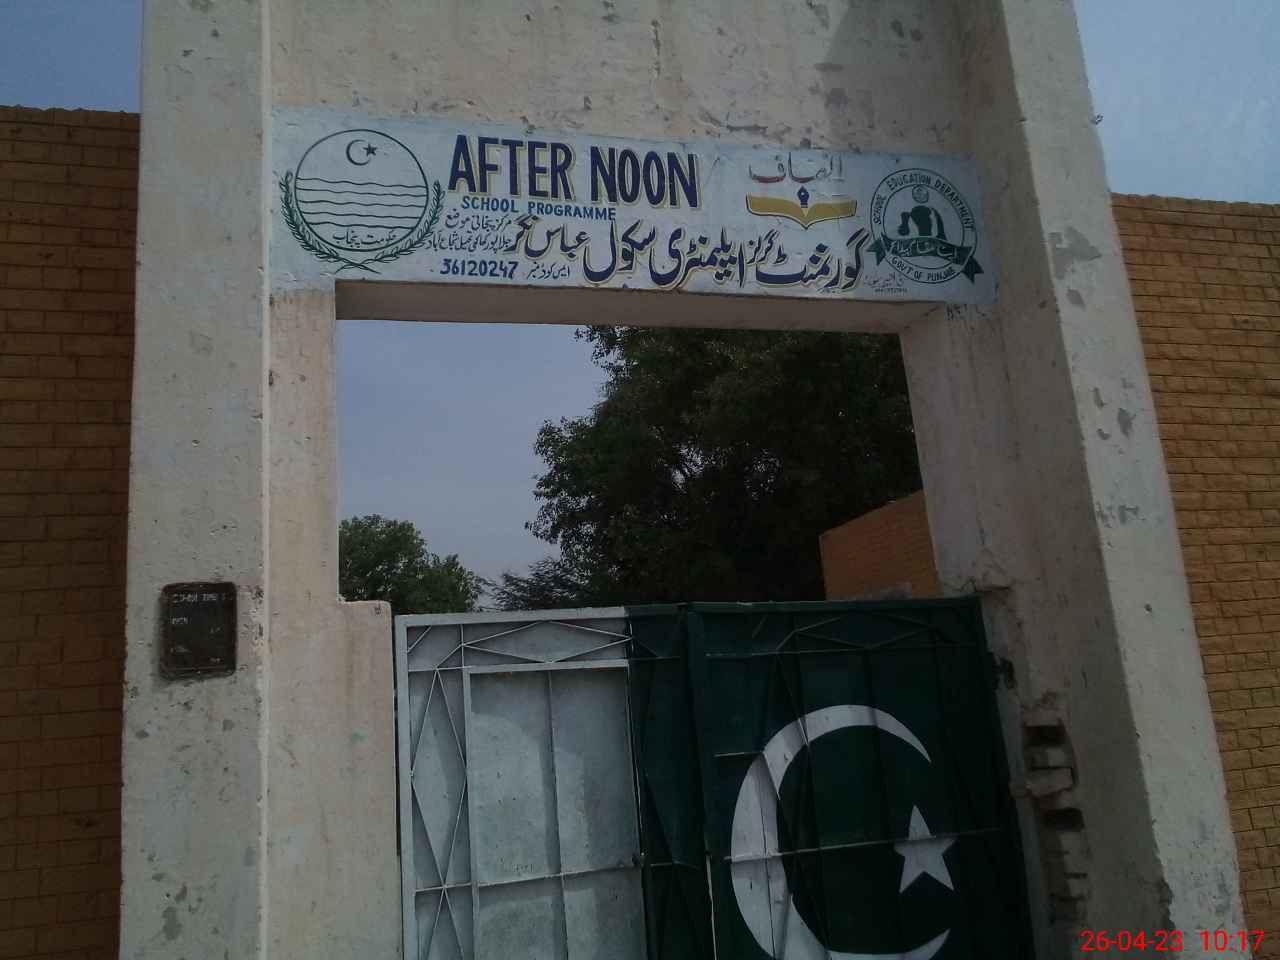 AFTER NOON
SCHOOL PROGRAMME
انصاف
گورنمنٹ گرلز ایلیمنٹری سکول عباس نگر
حکومت پنجاب
ایس کوڈ نمبر 36120247
SCHOOL EDUCATION DEPARTMENT
GOVT OF PUNJAB
26-04-23 10:17